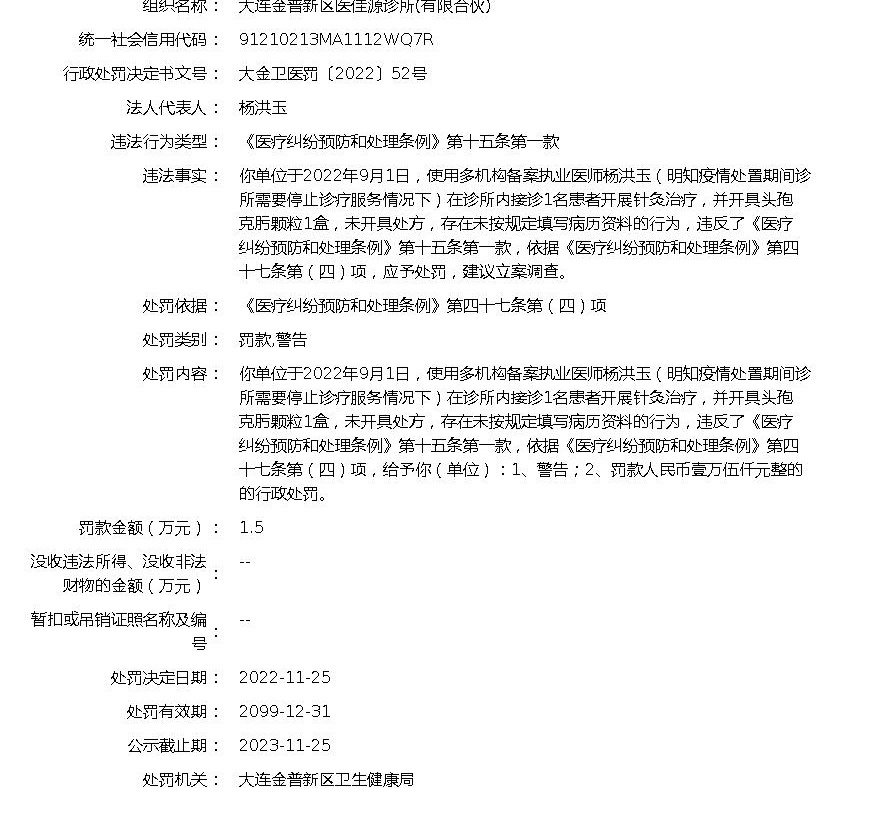 组织名称： 大连金普新区医佳源诊所(有限合伙)
统一社会信用代码： 91210213MA1112WQ7R
行政处罚决定书文号： 大金卫医罚〔2022〕52号
法人代表人： 杨洪玉
违法行为类型： 《医疗纠纷预防和处理条例》第十五条第一款
违法事实： 你单位于2022年9月1日，使用多机构备案执业医师杨洪玉（明知疫情处置期间诊
所需要停止诊疗服务情况下）在诊所内接诊1名患者开展针灸治疗，并开具头孢
克肟颗粒1盒，未开具处方，存在未按规定填写病历资料的行为，违反了《医疗
纠纷预防和处理条例》第十五条第一款，依据《医疗纠纷预防和处理条例》第四
十七条第（四）项，应予处罚，建议立案调查。
处罚依据： 《医疗纠纷预防和处理条例》第四十七条第（四）项
处罚类别： 罚款,警告
处罚内容： 你单位于2022年9月1日，使用多机构备案执业医师杨洪玉（明知疫情处置期间诊
所需要停止诊疗服务情况下）在诊所内接诊1名患者开展针灸治疗，并开具头孢
克肟颗粒1盒，未开具处方，存在未按规定填写病历资料的行为，违反了《医疗
纠纷预防和处理条例》第十五条第一款，依据《医疗纠纷预防和处理条例》第四
十七条第（四）项，给予你（单位）：1、警告；2、罚款人民币壹万伍仟元整的
的行政处罚。
罚款金额（万元）： 1.5
没收违法所得、没收非法
财物的金额（万元）： --
暂扣或吊销证照名称及编
号： --
处罚决定日期： 2022-11-25
处罚有效期： 2099-12-31
公示截止期： 2023-11-25
处罚机关： 大连金普新区卫生健康局